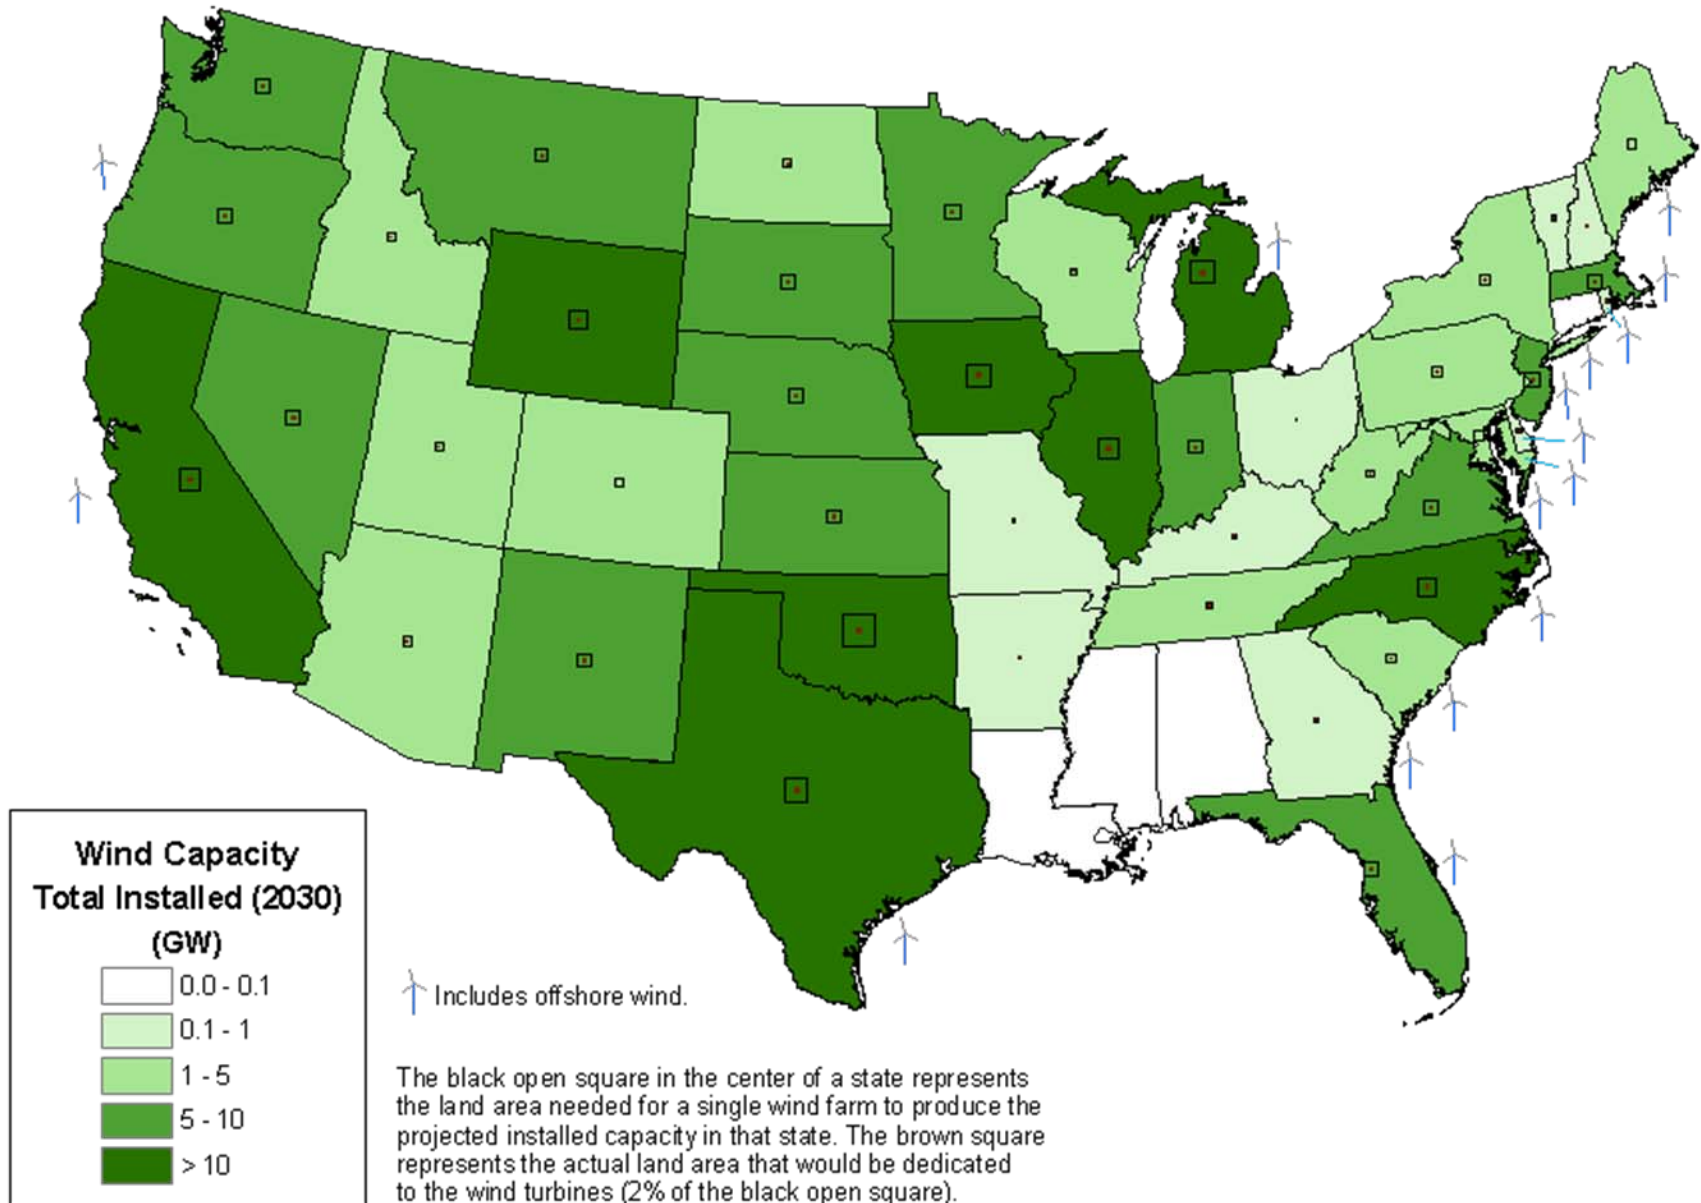 Wind Capacity
Total Installed (2030)
(GW)
0.0 - 0.1
0.1 - 1
1 - 5
5 - 10
> 10
Includes offshore wind.
The black open square in the center of a state represents
the land area needed for a single wind farm to produce the
projected installed capacity in that state. The brown square
represents the actual land area that would be dedicated
to the wind turbines (2% of the black open square).